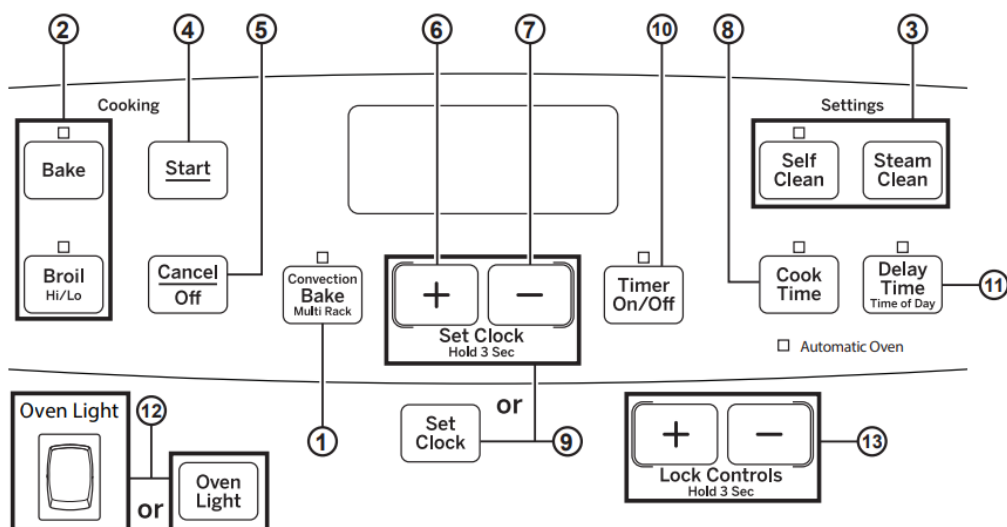 2
4
5
6
7
10
8
3
Cooking
Settings
Bake
Start
Self
Clean
Steam
Clean
Broil
Hi/Lo
Cancel
Off
Convection
Bake
Multi Rack
+
−
Set Clock
Hold 3 Sec
Timer
On/Off
Cook
Time
Delay
Time
Time of Day
11
Automatic Oven
Oven Light
12
or
Oven
Light
1
Set
Clock
or
9
+
−
Lock Controls
Hold 3 Sec
13